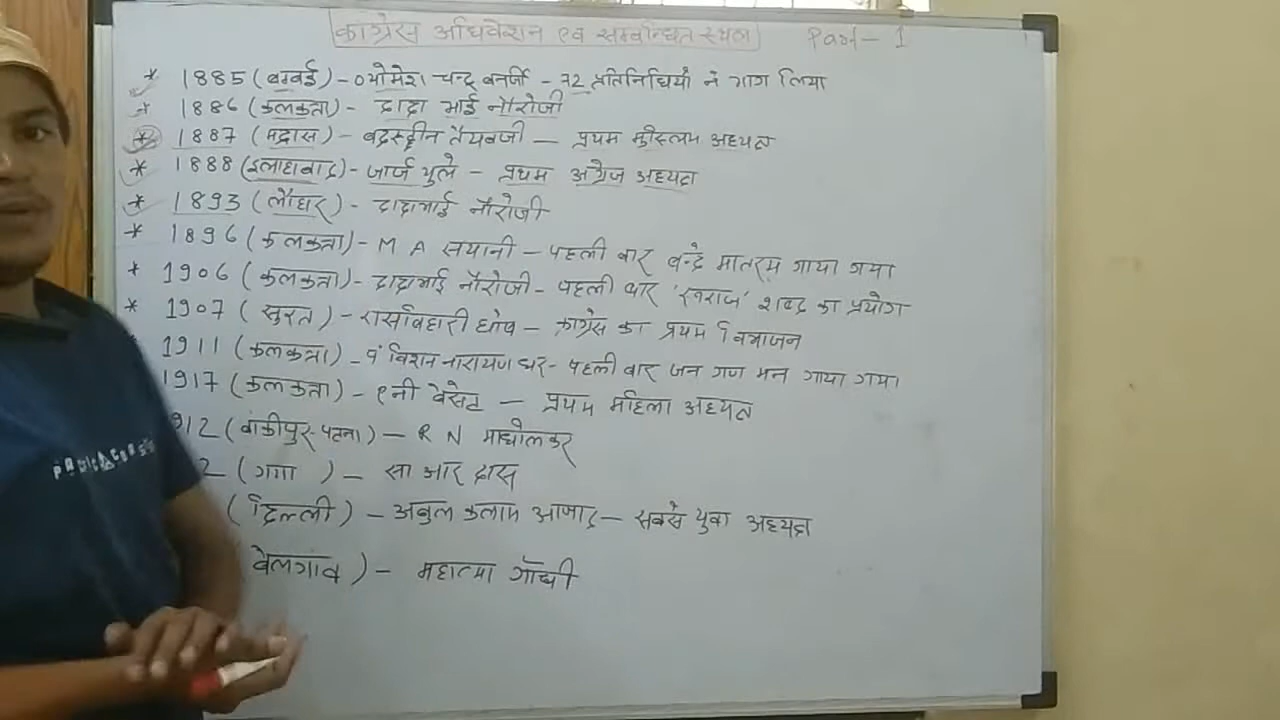 कांग्रेस अधिवेशन एवं सम्बन्धित स्थल Part - 1
* 1885 (बम्बई) - व्योमेश चन्द्र बनर्जी - 72 प्रतिनिधियों ने भाग लिया
* 1886 (कलकत्ता) - दादा भाई नौरोजी
* 1887 (मद्रास) - बदरुद्दीन तैयबजी - प्रथम मुस्लिम अध्यक्ष
* 1888 (इलाहाबाद) - जार्ज युले - प्रथम अंग्रेज अध्यक्ष
* 1893 (लौहार) - दादाभाई नौरोजी
* 1896 (कलकत्ता) - M A सयानी - पहली बार वन्दे मातरम गाया गया
* 1906 (कलकत्ता) - दादाभाई नौरोजी - पहली बार 'स्वराज' शब्द का प्रयोग
* 1907 (सुरत) - रासबिहारी घोष - कांग्रेस का प्रथम विभाजन
1911 (कलकत्ता) - पं विशन नारायण धर - पहली बार जन गण मन गाया गया
1917 (कलकत्ता) - एनी बेसेंट - प्रथम महिला अध्यक्ष
912 (बांकीपुर-पटना) - R N माधोलकर
2 (गया) - सी आर दास
(दिल्ली) - अबुल कलाम आजाद - सबसे युवा अध्यक्ष
बेलगांव) - महात्मा गाँधी